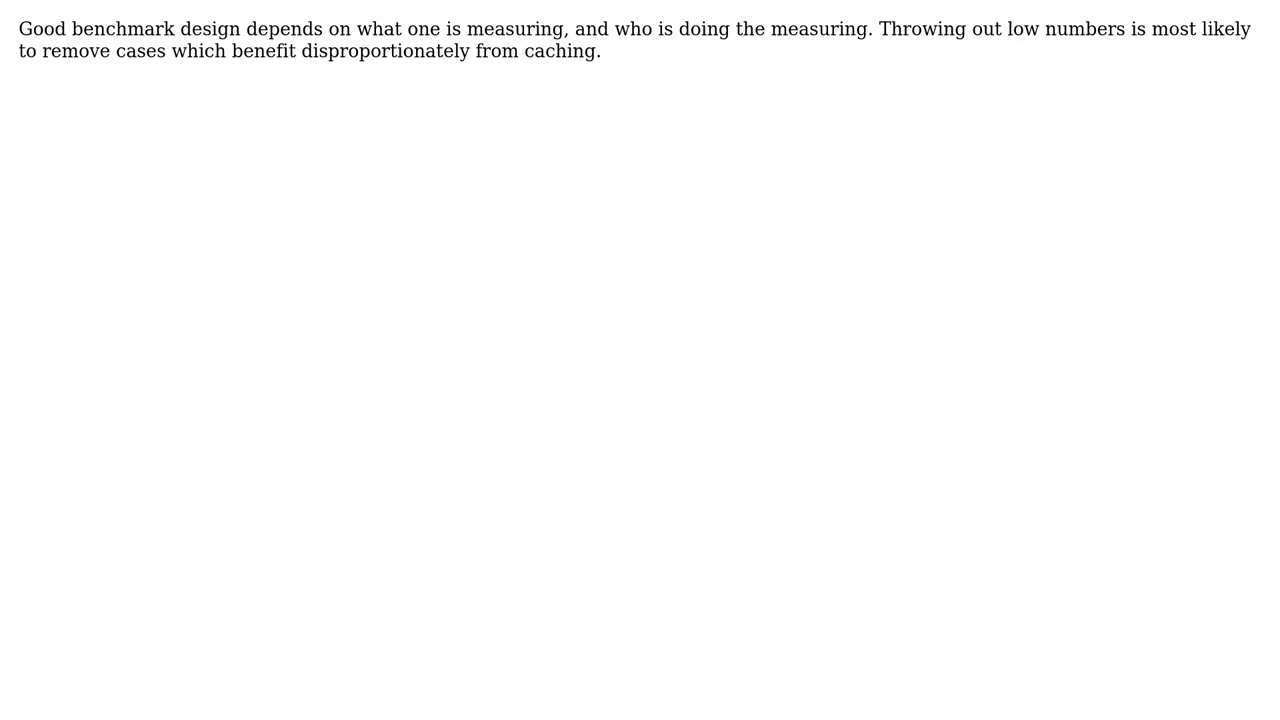 Good benchmark design depends on what one is measuring, and who is doing the measuring. Throwing out low numbers is most likely
to remove cases which benefit disproportionately from caching.